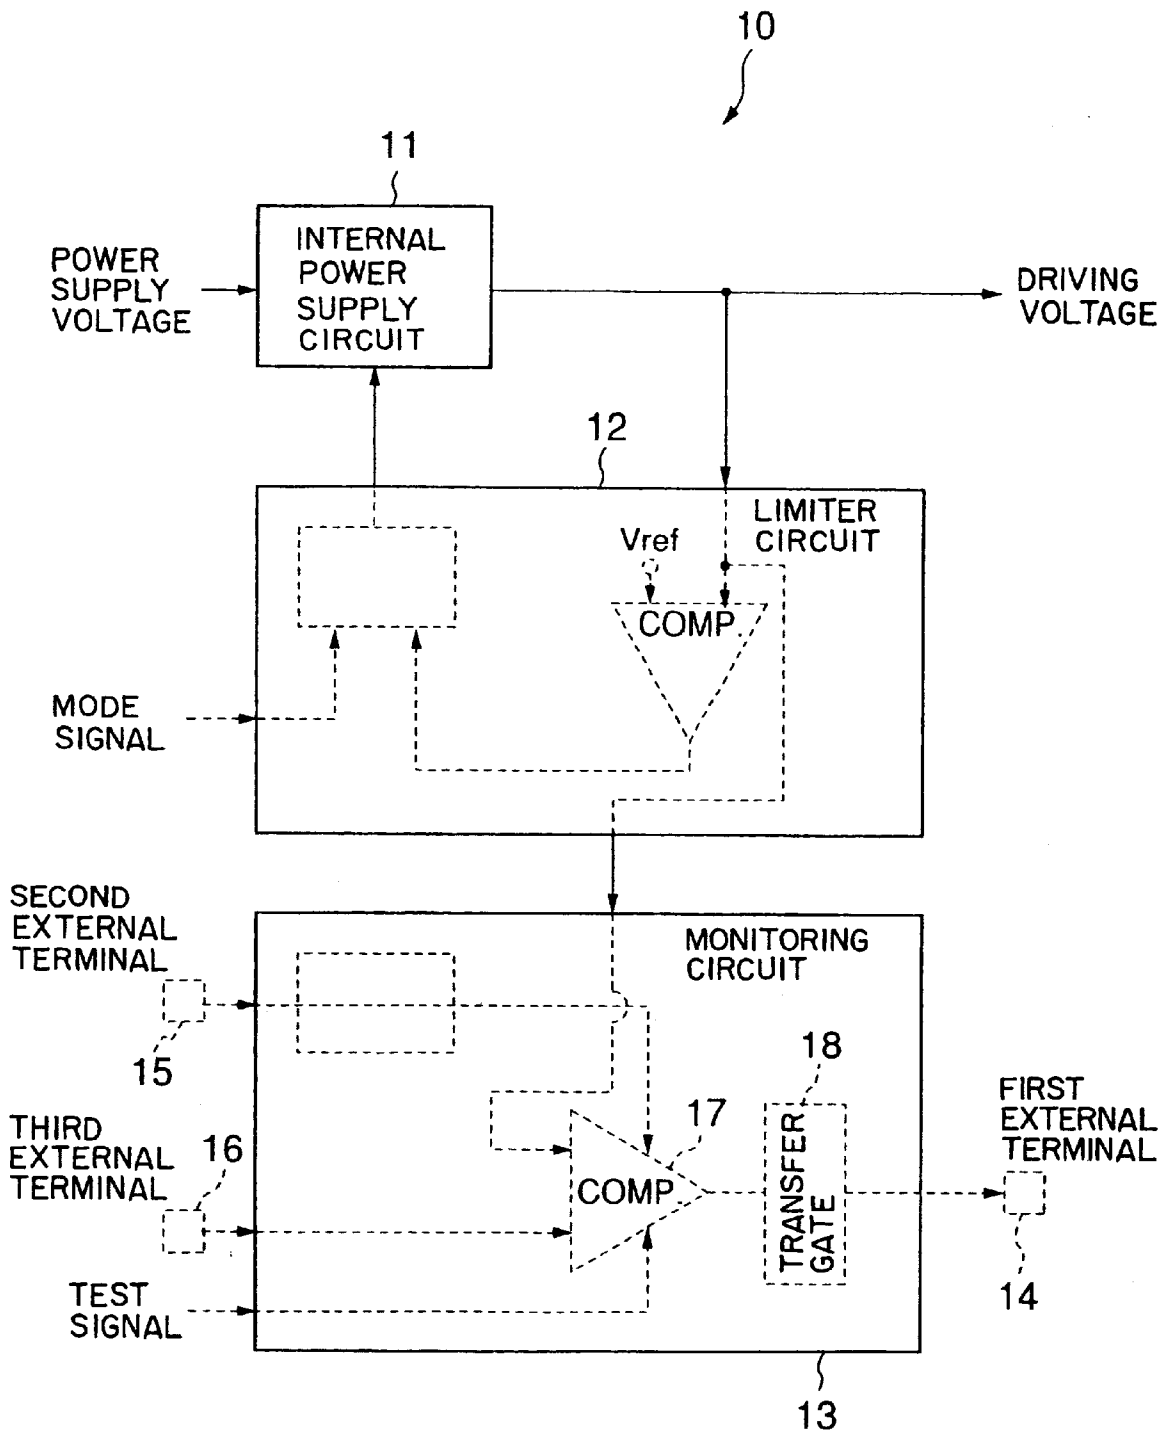 10
11
INTERNAL
POWER
SUPPLY
CIRCUIT
POWER
SUPPLY
VOLTAGE
DRIVING
VOLTAGE
12
LIMITER
CIRCUIT
Vref
COMP.
MODE
SIGNAL
SECOND
EXTERNAL
TERMINAL
15
MONITORING
CIRCUIT
18
17
FIRST
EXTERNAL
TERMINAL
THIRD
EXTERNAL
TERMINAL
16
COMP.
TRANSFER
GATE
14
TEST
SIGNAL
13